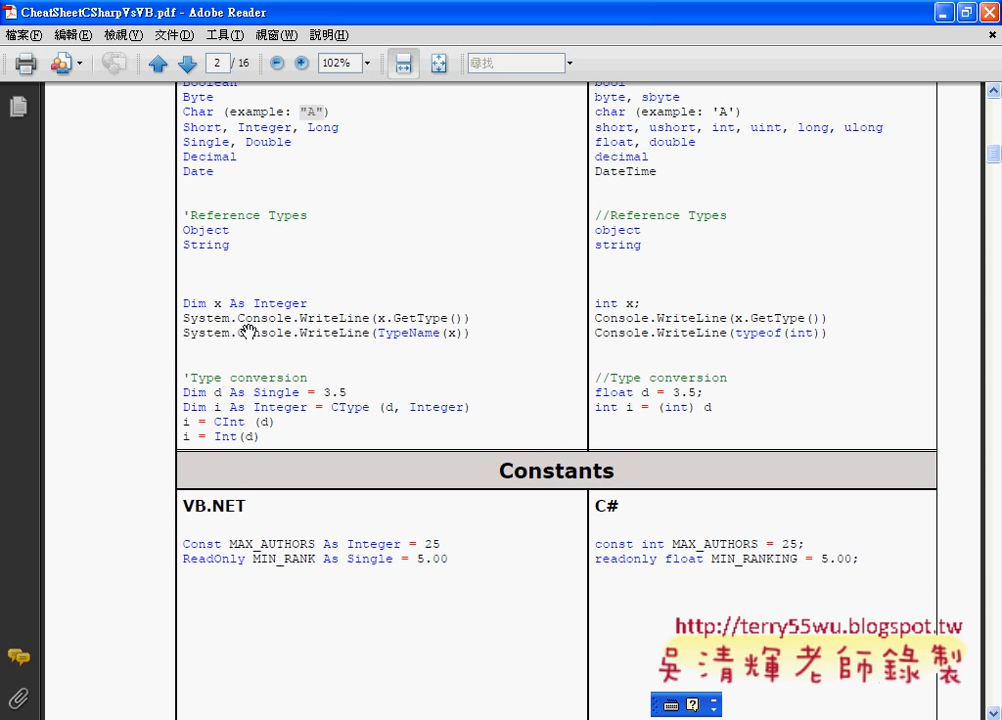 CheatSheetCSharpVsVB.pdf - Adobe Reader
檔案(F) 編輯(E) 檢視(V) 文件(D) 工具(T) 視窗(W) 說明(H)
2 / 16 102% 尋找
Boolean
Byte
Char (example: "A")
Short, Integer, Long
Single, Double
Decimal
Date
'Reference Types
Object
String
Dim x As Integer
System.Console.WriteLine(x.GetType())
System.Console.WriteLine(TypeName(x))
'Type conversion
Dim d As Single = 3.5
Dim i As Integer = CType (d, Integer)
i = CInt (d)
i = Int(d)
bool
byte, sbyte
char (example: 'A')
short, ushort, int, uint, long, ulong
float, double
decimal
DateTime
//Reference Types
object
string
int x;
Console.WriteLine(x.GetType())
Console.WriteLine(typeof(int))
//Type conversion
float d = 3.5;
int i = (int) d
Constants
VB.NET
Const MAX_AUTHORS As Integer = 25
ReadOnly MIN_RANK As Single = 5.00
C#
const int MAX_AUTHORS = 25;
readonly float MIN_RANKING = 5.00;
http://terry55wu.blogspot.tw
吳清輝老師錄製